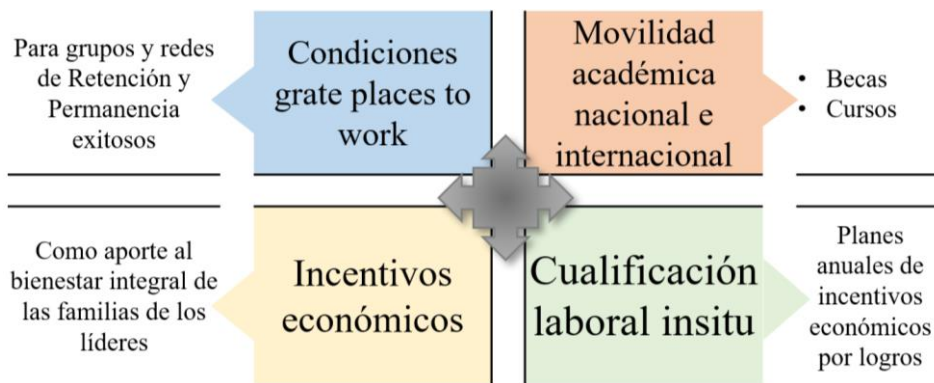 Para grupos y redes
de Retención y
Permanencia
exitosos
Condiciones
grate places to
work
Movilidad
académica
nacional e
internacional
• Becas
• Cursos
Como aporte al
bienestar integral de
las familias de los
líderes
Incentivos
económicos
Cualificación
laboral insitu
Planes
anuales de
incentivos
económicos
por logros